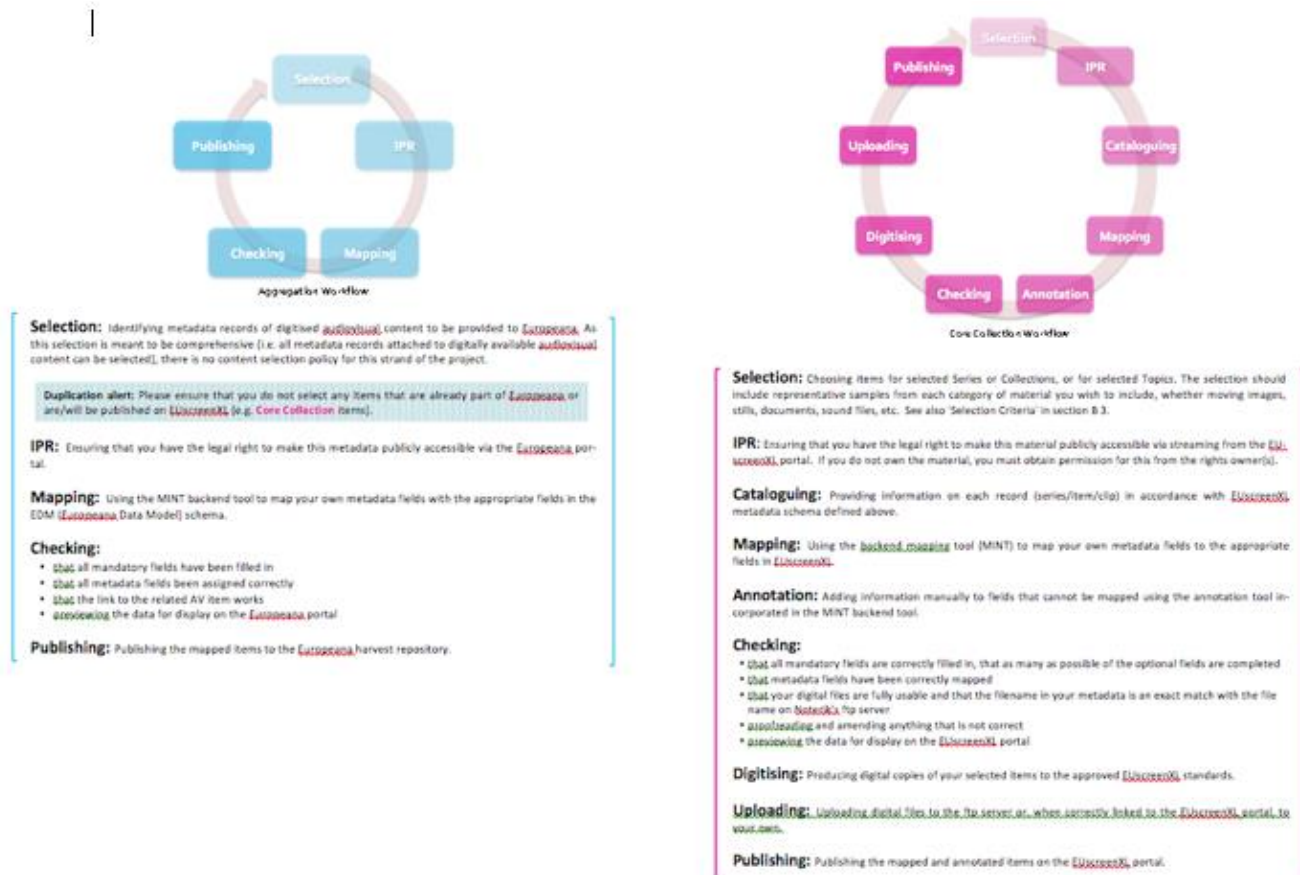 Selection
IPR
Mapping
Checking
Publishing
Aggregation Workflow
Selection: Identifying metadata records of digitised audiovisual content to be provided to Europeana. As
this selection is meant to be comprehensive (i.e. all metadata records attached to digitally available audiovisual
content can be selected), there is no content selection policy for this strand of the project.
Duplication alert: Please ensure that you do not select any items that are already part of Europeana or
are/will be published on EUscreenXL (e.g. Core Collection items).
IPR: Ensuring that you have the legal right to make this metadata publicly accessible via the Europeana por-
tal.
Mapping: Using the MINT backend tool to map your own metadata fields with the appropriate fields in the
EDM (Europeana Data Model) schema.
Checking:
• that all mandatory fields have been filled in
• that all metadata fields been assigned correctly
• that the link to the related AV item works
• previewing the data for display on the Europeana portal
Publishing: Publishing the mapped items to the Europeana harvest repository.
Selection
IPR
Cataloguing
Mapping
Annotation
Checking
Digitising
Uploading
Publishing
Core Collection Workflow
Selection: Choosing items for selected Series or Collections, or for selected Topics. The selection should
include representative samples from each category of material you wish to include, whether moving images,
stills, documents, sound files, etc. See also 'Selection Criteria' in section B 3.
IPR: Ensuring that you have the legal right to make this material publicly accessible via streaming from the EU-
screenXL portal. If you do not own the material, you must obtain permission for this from the rights owner(s).
Cataloguing: Providing information on each record (series/item/clip) in accordance with EUscreenXL
metadata schema defined above.
Mapping: Using the backend mapping tool (MINT) to map your own metadata fields to the appropriate
fields in EUscreenXL.
Annotation: Adding information manually to fields that cannot be mapped using the annotation tool in-
corporated in the MINT backend tool.
Checking:
• that all mandatory fields are correctly filled in, that as many as possible of the optional fields are completed
• that metadata fields have been correctly mapped
• that your digital files are fully usable and that the filename in your metadata is an exact match with the file
name on Noterik's ftp server
• proofreading and amending anything that is not correct
• previewing the data for display on the EUscreenXL portal
Digitising: Producing digital copies of your selected items to the approved EUscreenXL standards.
Uploading: Uploading digital files to the ftp server or, when correctly linked to the EUscreenXL portal, to
your own.
Publishing: Publishing the mapped and annotated items on the EUscreenXL portal.